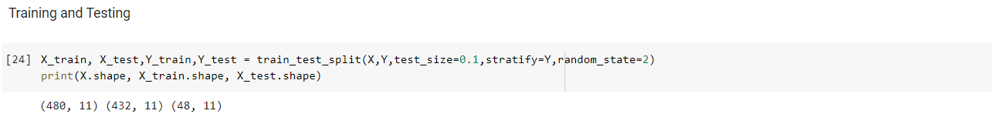 Training and Testing
[24] X_train, X_test,Y_train,Y_test = train_test_split(X,Y,test_size=0.1,stratify=Y,random_state=2)
print(X.shape, X_train.shape, X_test.shape)
(480, 11) (432, 11) (48, 11)